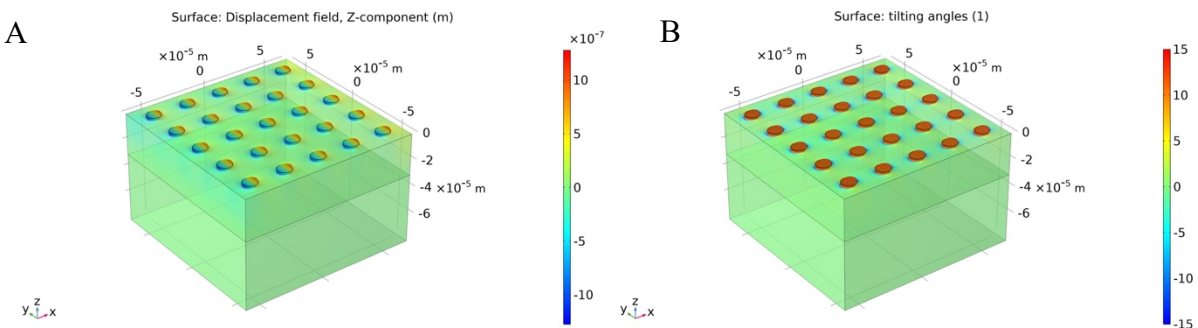 A
Surface: Displacement field, Z-component (m)
×10⁻⁵ m
5
0
-5
5
×10⁻⁵ m
0
-5
0
-2
-4 ×10⁻⁵ m
-6
×10⁻⁷
10
5
0
-5
-10
y z x
B
Surface: tilting angles (1)
×10⁻⁵ m
5
0
-5
5
×10⁻⁵ m
0
-5
0
-2
-4 ×10⁻⁵ m
-6
15
10
5
0
-5
-10
-15
y z x